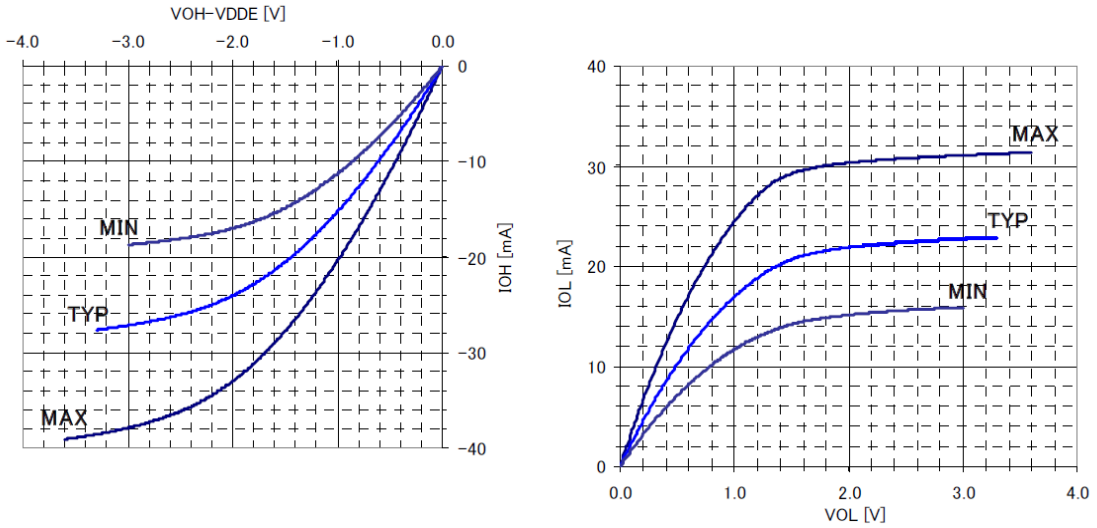 VOH-VDDE [V]
-4.0 -3.0 -2.0 -1.0 0.0
0
-10
-20
-30
-40
IOH [mA]
MIN
TYP
MAX
40
30
20
10
0
IOL [mA]
MAX
TYP
MIN
0.0 1.0 2.0 3.0 4.0
VOL [V]